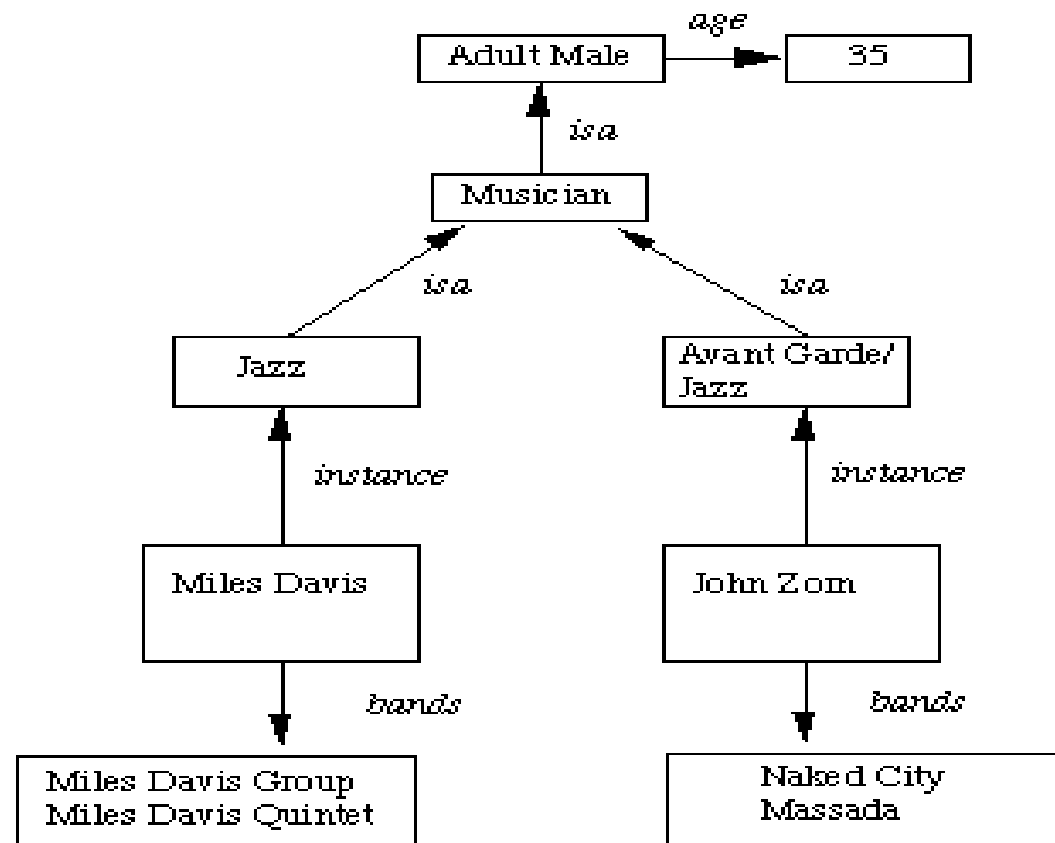 age
Adult Male
35
isa
Musician
isa
isa
Jazz
Avant Garde/
Jazz
instance
instance
Miles Davis
John Zorn
bands
bands
Miles Davis Group
Miles Davis Quintet
Naked City
Massada